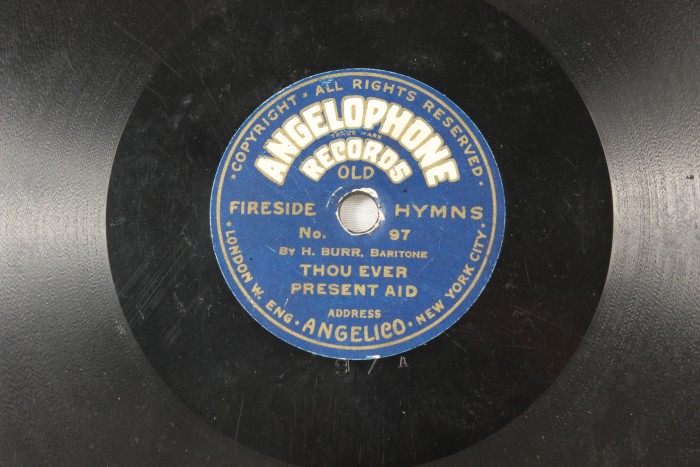 COPYRIGHT · ALL RIGHTS RESERVED ·
ANGELOPHONE
TRADE MARK
RECORDS
OLD
FIRESIDE HYMNS
No. 97
BY H. BURR, BARITONE
THOU EVER
PRESENT AID
ADDRESS
· LONDON W. ENG. · ANGELICO · NEW YORK CITY ·
97A